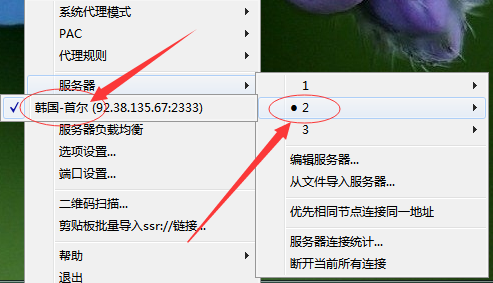 系统代理模式
PAC
代理规则
服务器
韩国-首尔 (92.38.135.67:2333)
服务器负载均衡
选项设置...
端口设置...
二维码扫描...
剪贴板批量导入ssr://链接...
帮助
退出
1
2
3
编辑服务器...
从文件导入服务器...
优先相同节点连接同一地址
服务器连接统计...
断开当前所有连接